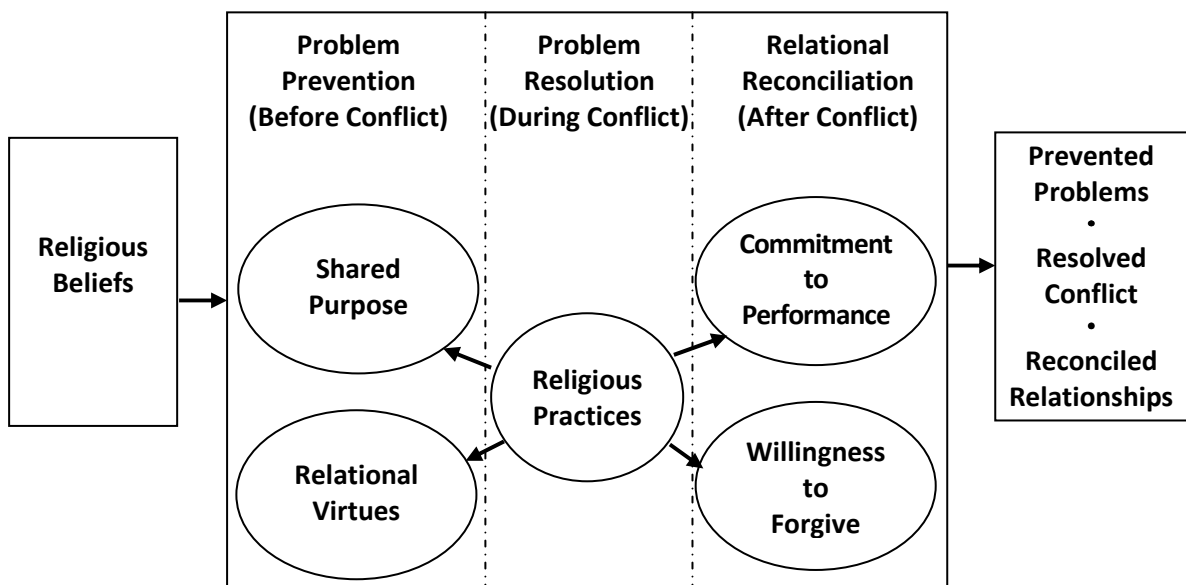 Religious
Beliefs
Problem
Prevention
(Before Conflict)
Problem
Resolution
(During Conflict)
Relational
Reconciliation
(After Conflict)
Shared
Purpose
Relational
Virtues
Religious
Practices
Commitment
to
Performance
Willingness
to
Forgive
Prevented
Problems
•
Resolved
Conflict
•
Reconciled
Relationships